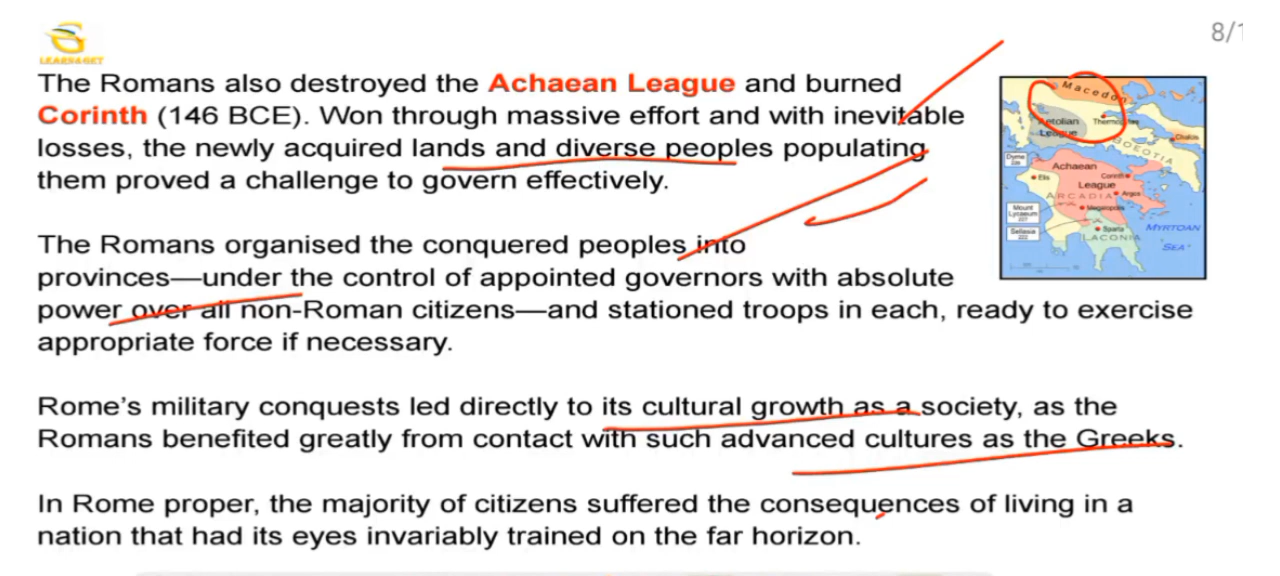 8/1
LEARN4GET
The Romans also destroyed the Achaean League and burned
Corinth (146 BCE). Won through massive effort and with inevitable
losses, the newly acquired lands and diverse peoples populating
them proved a challenge to govern effectively.
The Romans organised the conquered peoples into
provinces—under the control of appointed governors with absolute
power over all non-Roman citizens—and stationed troops in each, ready to exercise
appropriate force if necessary.
Rome's military conquests led directly to its cultural growth as a society, as the
Romans benefited greatly from contact with such advanced cultures as the Greeks.
In Rome proper, the majority of citizens suffered the consequences of living in a
nation that had its eyes invariably trained on the far horizon.
Macedon
Aetolian
League
BOEOTIA
Chalcis
Dyme
Achaean
League
Elis
Corinth
ARCADIA
Argos
Megalopolis
Mount
Lycaeum
Sellasia
Sparta
LACONIA
MYRTOAN
SEA